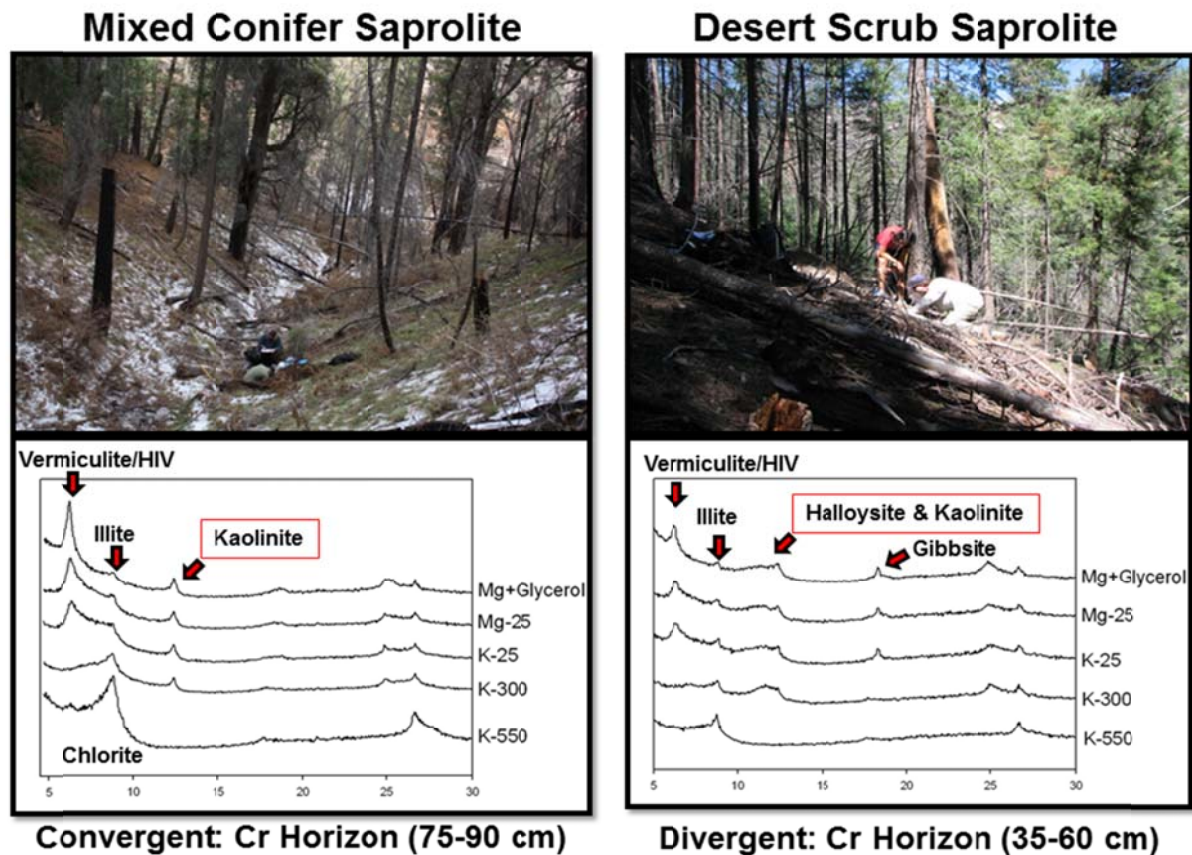 Mixed Conifer Saprolite
Vermiculite/HIV
Illite
Kaolinite
Mg+Glycerol
Mg-25
K-25
K-300
K-550
Chlorite
5 10 15 20 25 30
Convergent: Cr Horizon (75-90 cm)
Desert Scrub Saprolite
Vermiculite/HIV
Illite
Halloysite & Kaolinite
Gibbsite
Mg+Glycerol
Mg-25
K-25
K-300
K-550
5 10 15 20 25 30
Divergent: Cr Horizon (35-60 cm)